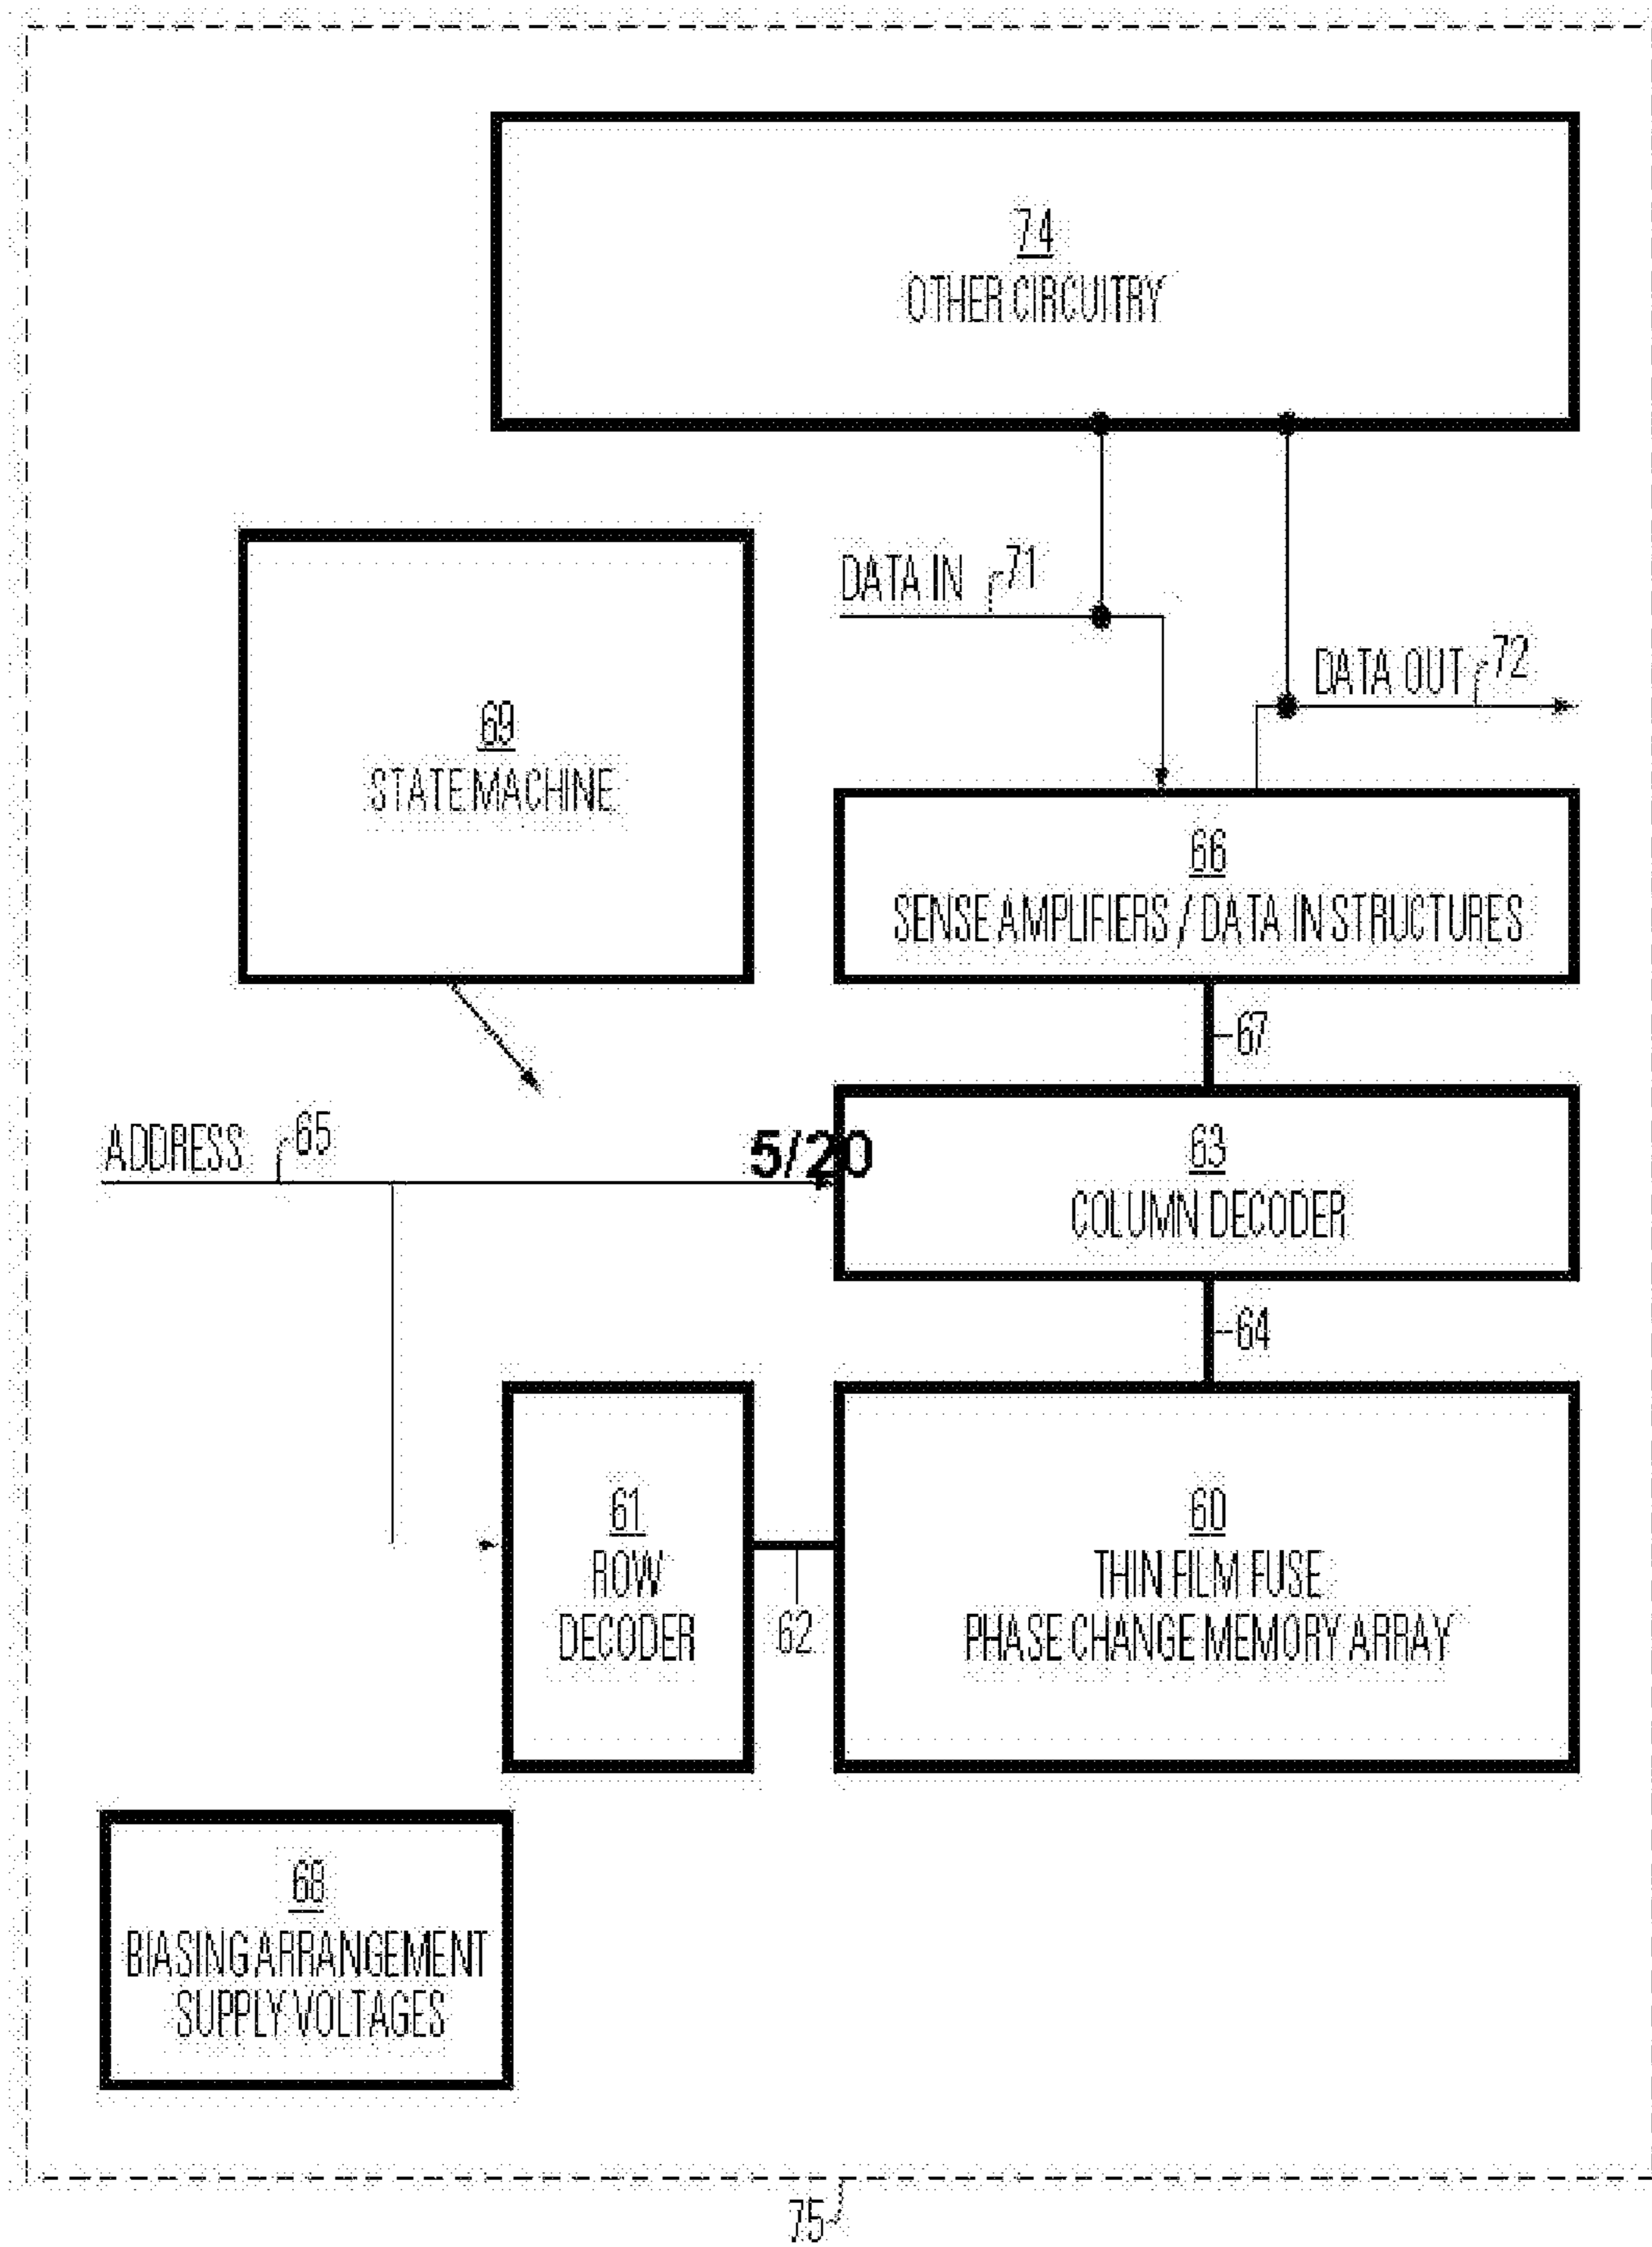 74
OTHER CIRCUITRY
DATA IN
71
DATA OUT
72
69
STATE MACHINE
66
SENSE AMPLIFIERS / DATA IN STRUCTURES
67
ADDRESS
65
5/20
63
COLUMN DECODER
64
61
ROW
DECODER
62
60
THIN FILM FUSE
PHASE CHANGE MEMORY ARRAY
68
BIASING ARRANGEMENT
SUPPLY VOLTAGES
75